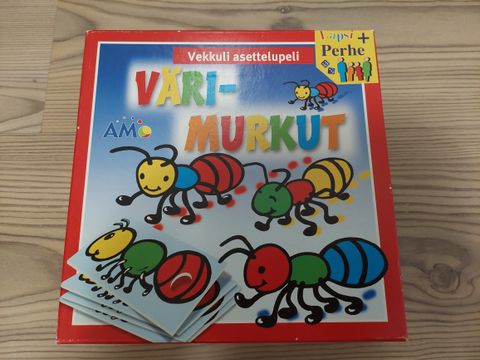 Vekkuli asettelupeli
Lapsi +
Perhe
VÄRI-
MURKUT
AMO